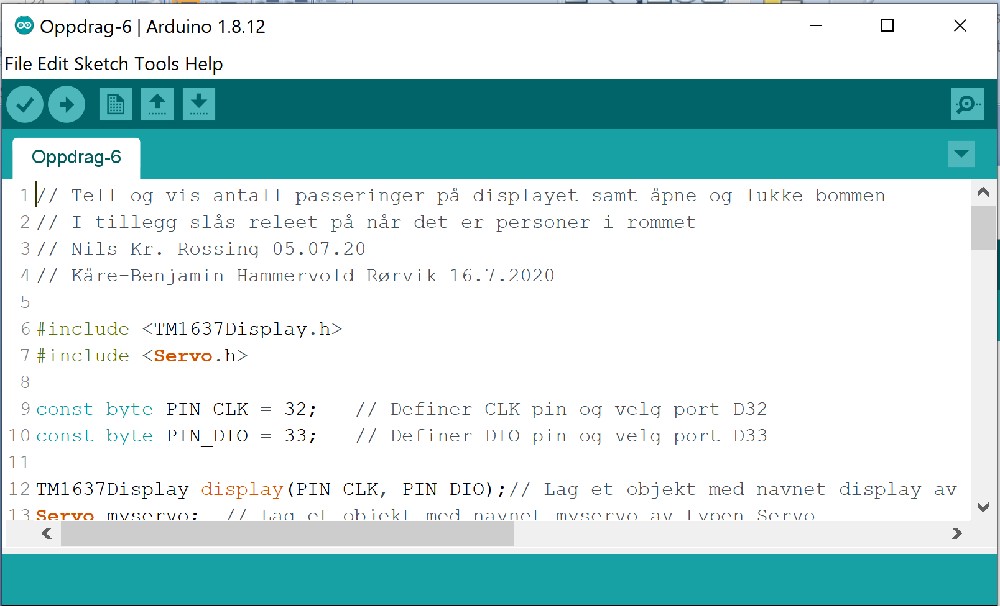 Oppdrag-6 | Arduino 1.8.12
File Edit Sketch Tools Help
Oppdrag-6
1 // Tell og vis antall passeringer på displayet samt åpne og lukke bommen
2 // I tillegg slås releet på når det er personer i rommet
3 // Nils Kr. Rossing 05.07.20
4 // Kåre-Benjamin Hammervold Rørvik 16.7.2020
5
6 #include <TM1637Display.h>
7 #include <Servo.h>
8
9 const byte PIN_CLK = 32;   // Definer CLK pin og velg port D32
10 const byte PIN_DIO = 33;   // Definer DIO pin og velg port D33
11
12 TM1637Display display(PIN_CLK, PIN_DIO);// Lag et objekt med navnet display av
13 Servo myservo;  // Lag et objekt med navnet myservo av typen Servo